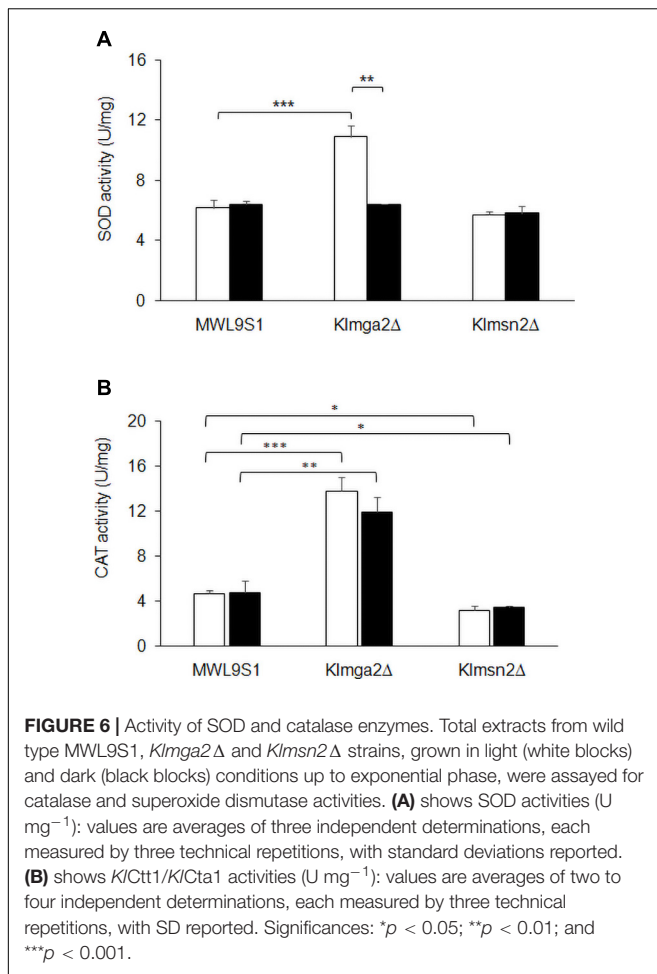 A
16
***
**
12
8
4
0
SOD activity (U/mg)
MWL9S1 Klmga2Δ Klmsn2Δ
B
20
*
*
16
***
**
12
8
4
0
CAT activity (U/mg)
MWL9S1 Klmga2Δ Klmsn2Δ
FIGURE 6 | Activity of SOD and catalase enzymes. Total extracts from wild
type MWL9S1, Klmga2Δ and Klmsn2Δ strains, grown in light (white blocks)
and dark (black blocks) conditions up to exponential phase, were assayed for
catalase and superoxide dismutase activities. (A) shows SOD activities (U
mg⁻¹): values are averages of three independent determinations, each
measured by three technical repetitions, with standard deviations reported.
(B) shows KlCtt1/KlCta1 activities (U mg⁻¹): values are averages of two to
four independent determinations, each measured by three technical
repetitions, with SD reported. Significances: *p < 0.05; **p < 0.01; and
***p < 0.001.